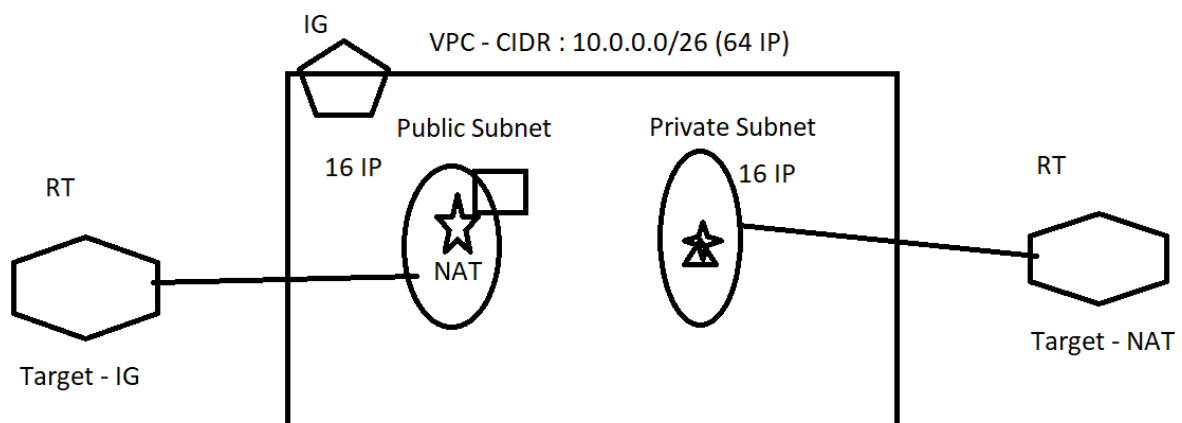 IG
VPC - CIDR : 10.0.0.0/26 (64 IP)
Public Subnet
Private Subnet
16 IP
16 IP
RT
RT
NAT
Target - IG
Target - NAT